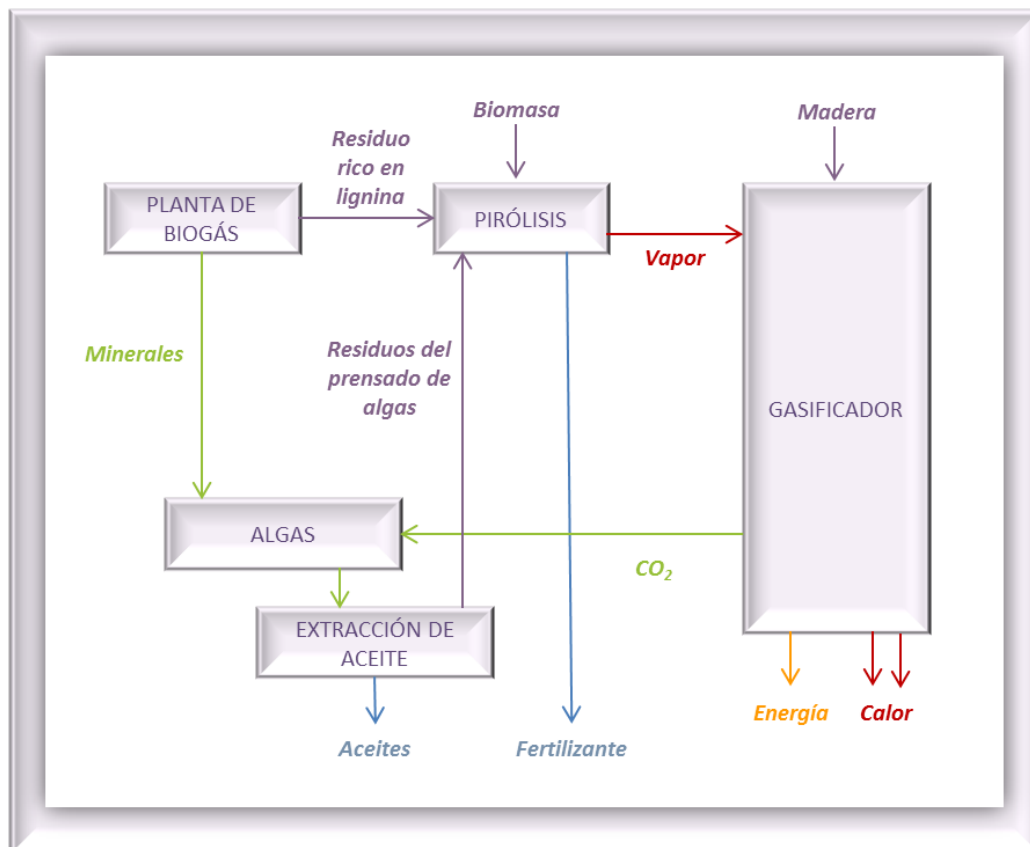 Biomasa
Madera
Residuo
rico en
lignina
PLANTA DE
BIOGÁS
PIRÓLISIS
Vapor
Minerales
Residuos del
prensado de
algas
GASIFICADOR
ALGAS
CO₂
EXTRACCIÓN DE
ACEITE
Energía
Calor
Aceites
Fertilizante